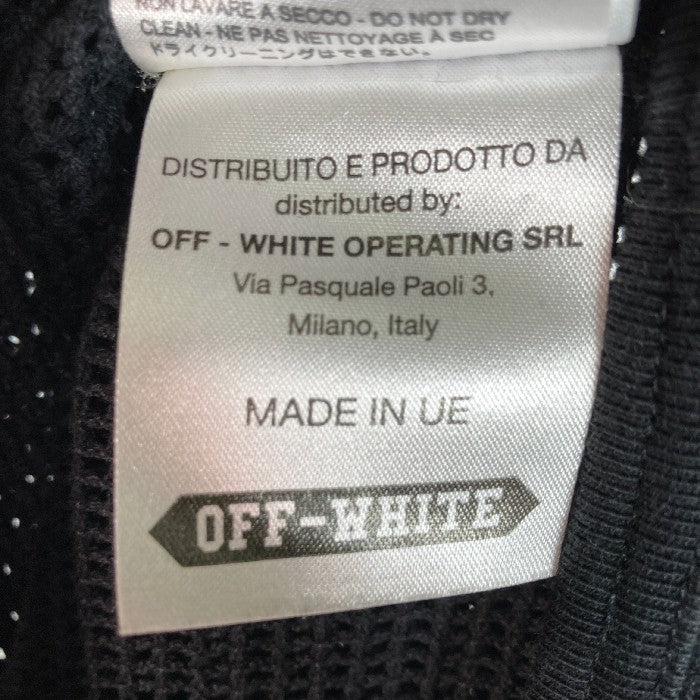 NON LAVARE A SECCO - DO NOT DRY
CLEAN - NE PAS NETTOYAGE À SEC
ドライクリーニングはできない。
DISTRIBUITO E PRODOTTO DA
distributed by:
OFF - WHITE OPERATING SRL
Via Pasquale Paoli 3,
Milano, Italy
MADE IN UE
OFF-WHITE